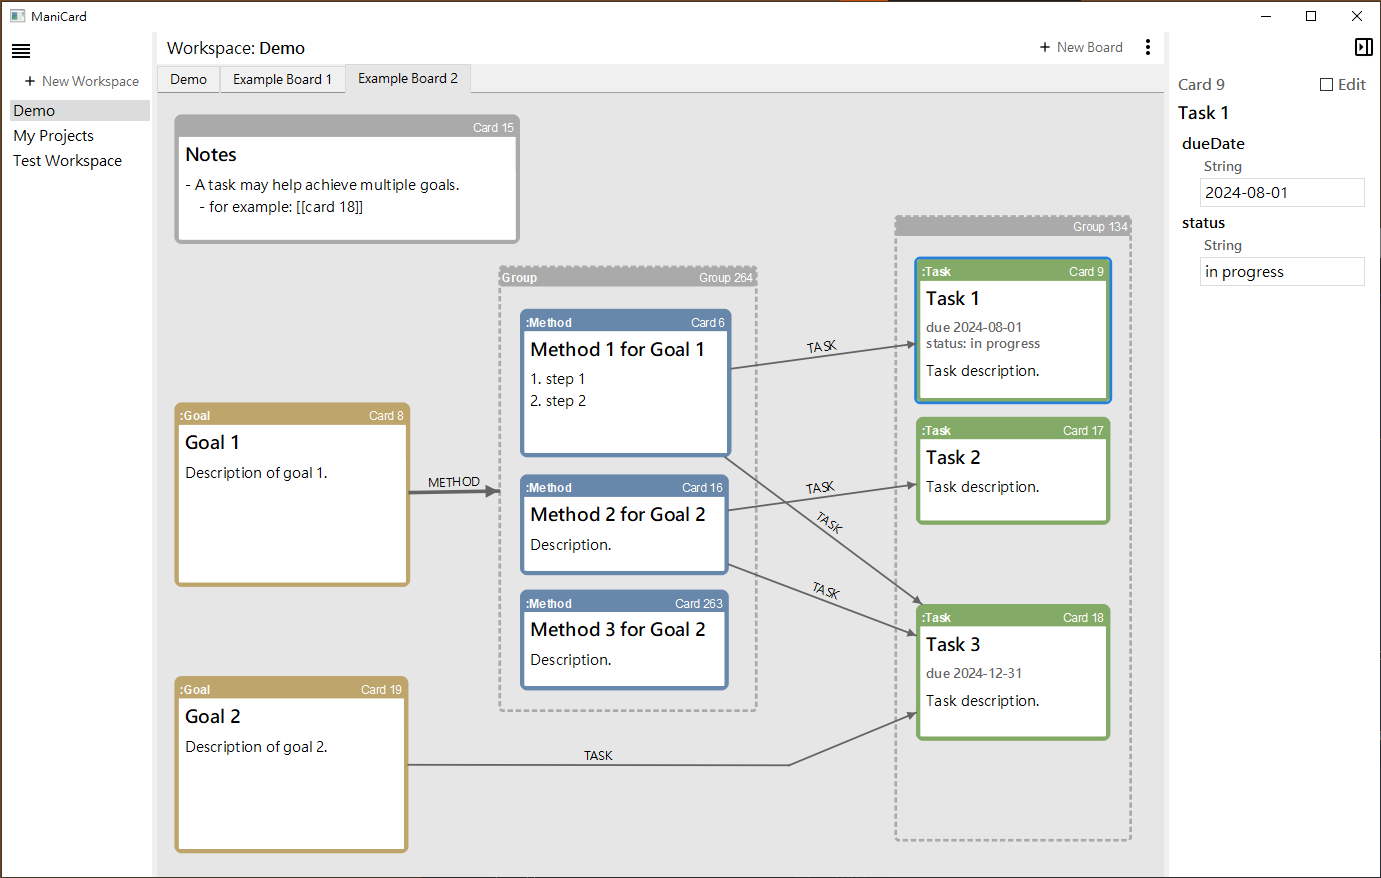 ManiCard
+ New Workspace
Demo
My Projects
Test Workspace
Workspace: Demo
+ New Board
Demo
Example Board 1
Example Board 2
Card 15
Notes
- A task may help achieve multiple goals.
- for example: [[card 18]]
:Goal
Card 8
Goal 1
Description of goal 1.
:Goal
Card 19
Goal 2
Description of goal 2.
METHOD
Group
Group 264
:Method
Card 6
Method 1 for Goal 1
1. step 1
2. step 2
:Method
Card 16
Method 2 for Goal 2
Description.
:Method
Card 263
Method 3 for Goal 2
Description.
TASK
TASK
TASK
TASK
TASK
Group 134
:Task
Card 9
Task 1
due 2024-08-01
status: in progress
Task description.
:Task
Card 17
Task 2
Task description.
:Task
Card 18
Task 3
due 2024-12-31
Task description.
Card 9
Edit
Task 1
dueDate
String
2024-08-01
status
String
in progress